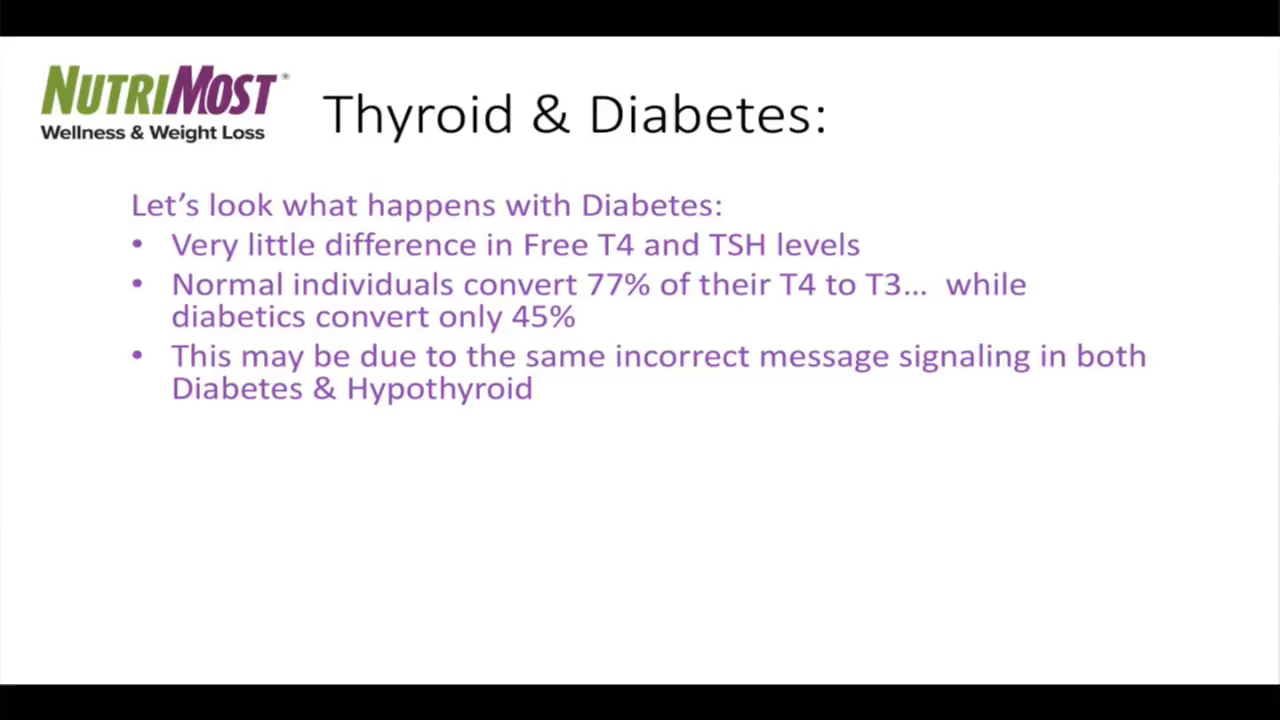 NUTRIMOST®
Wellness & Weight Loss
Thyroid & Diabetes:
Let's look what happens with Diabetes:
• Very little difference in Free T4 and TSH levels
• Normal individuals convert 77% of their T4 to T3... while
diabetics convert only 45%
• This may be due to the same incorrect message signaling in both
Diabetes & Hypothyroid